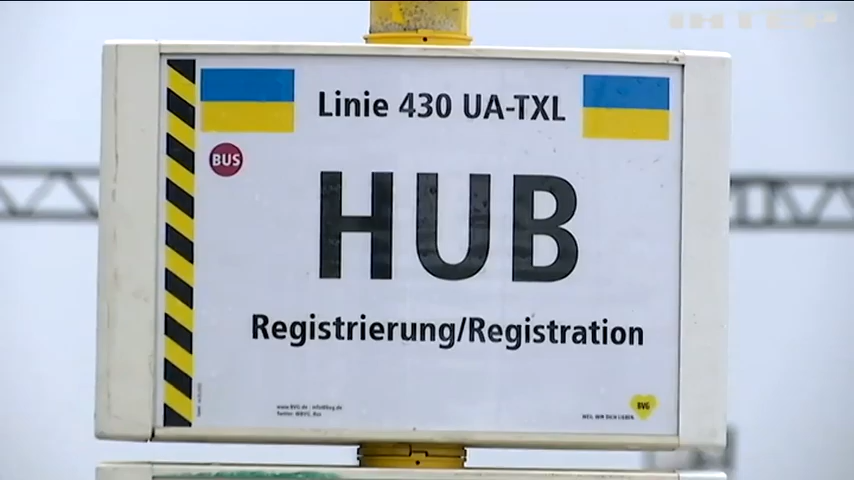 Linie 430 UA-TXL
BUS
HUB
Registrierung/Registration
www.BVG.de · info@bvg.de
BVG
WEIL WIR DICH LIEBEN.